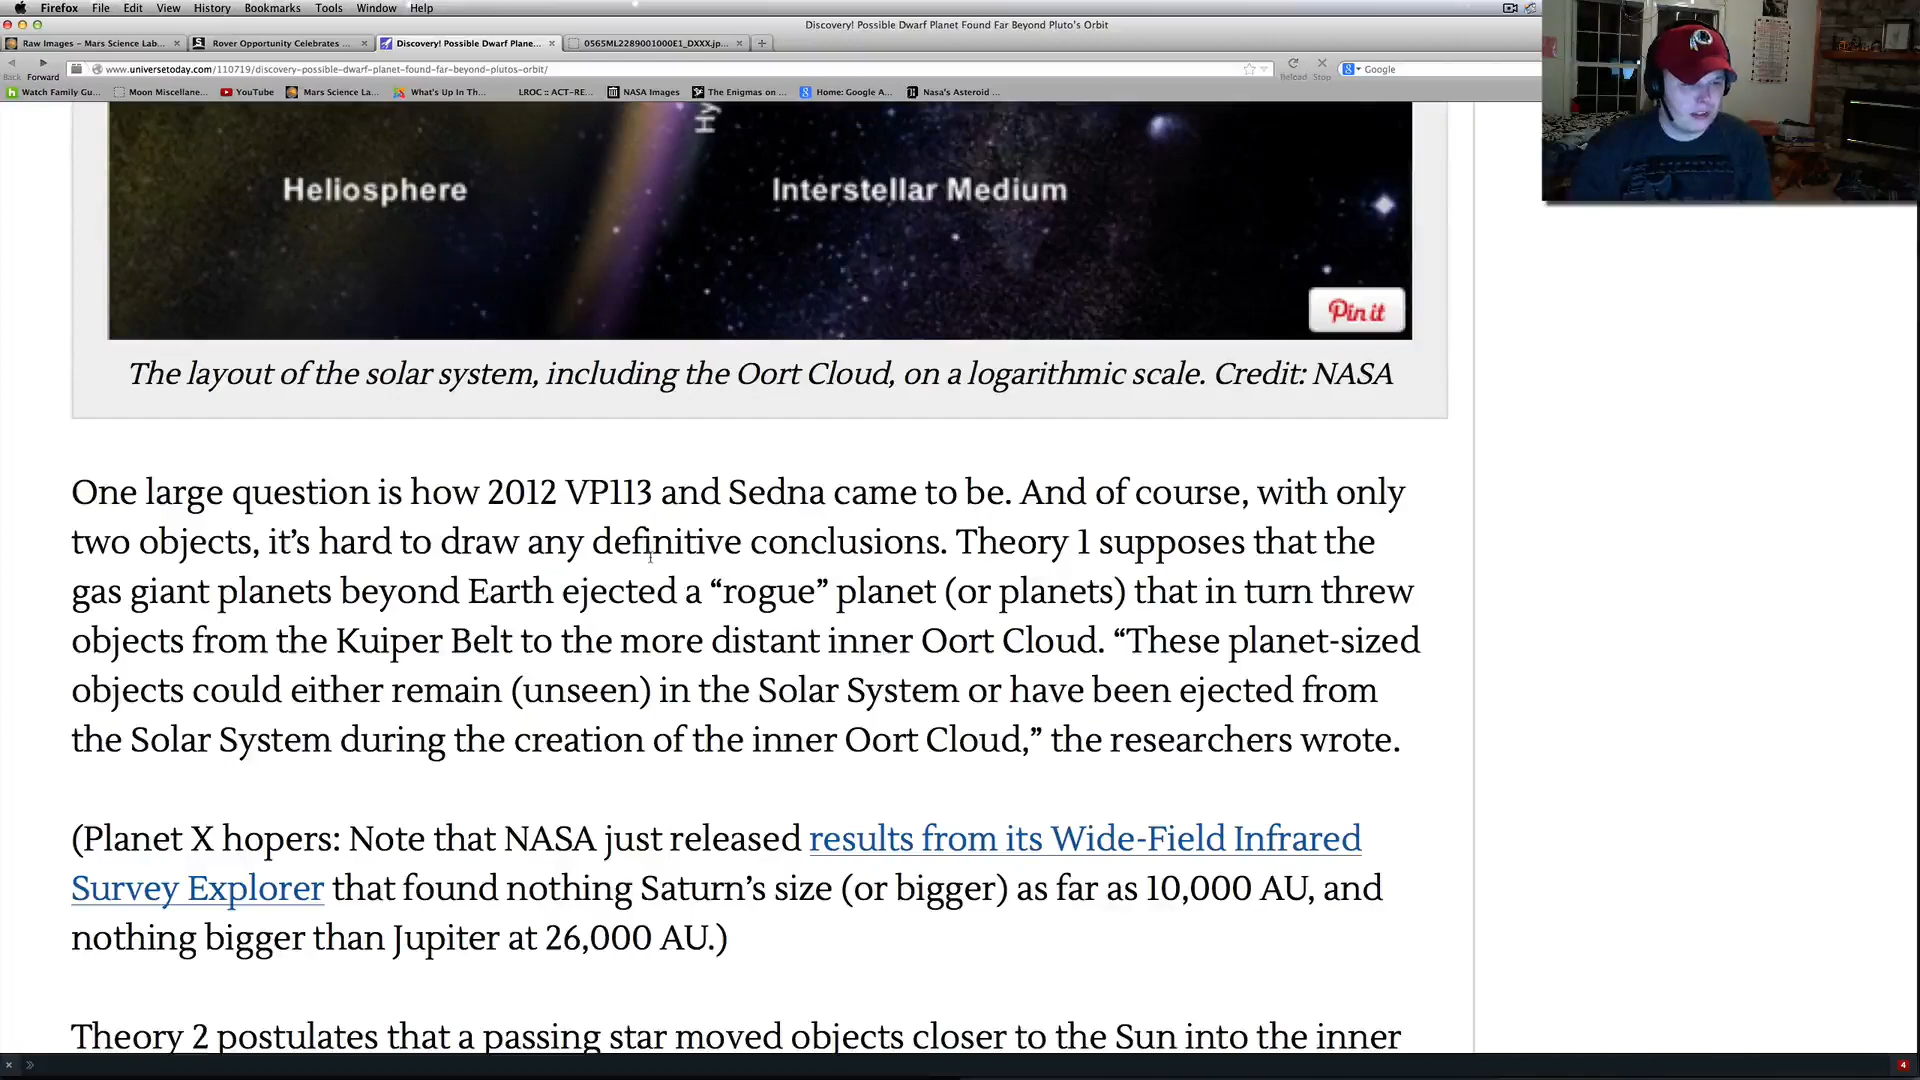 Firefox File Edit View History Bookmarks Tools Window Help
Discovery! Possible Dwarf Planet Found Far Beyond Pluto's Orbit
Raw Images – Mars Science Lab... Rover Opportunity Celebrates ... Discovery! Possible Dwarf Plane... 0565ML2289001000E1_DXXX.jp...
Back Forward www.universetoday.com/110719/discovery-possible-dwarf-planet-found-far-beyond-plutos-orbit/ Reload Stop Google
Watch Family Gu... Moon Miscellane... YouTube Mars Science La... What's Up In Th... LROC :: ACT-RE... NASA Images The Enigmas on ... Home: Google A... Nasa's Asteroid ...
Hy
Heliosphere Interstellar Medium
Pin it
The layout of the solar system, including the Oort Cloud, on a logarithmic scale. Credit: NASA
One large question is how 2012 VP113 and Sedna came to be. And of course, with only
two objects, it’s hard to draw any definitive conclusions. Theory 1 supposes that the
gas giant planets beyond Earth ejected a “rogue” planet (or planets) that in turn threw
objects from the Kuiper Belt to the more distant inner Oort Cloud. “These planet-sized
objects could either remain (unseen) in the Solar System or have been ejected from
the Solar System during the creation of the inner Oort Cloud,” the researchers wrote.
(Planet X hopers: Note that NASA just released results from its Wide-Field Infrared
Survey Explorer that found nothing Saturn’s size (or bigger) as far as 10,000 AU, and
nothing bigger than Jupiter at 26,000 AU.)
Theory 2 postulates that a passing star moved objects closer to the Sun into the inner
4